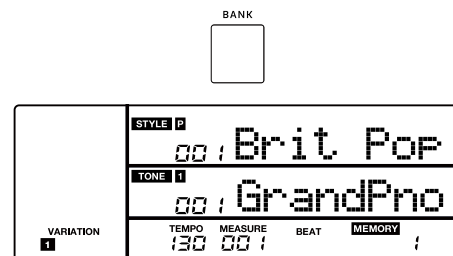 BANK
STYLE P
001: Brit Pop
TONE 1
001: GrandPno
VARIATION TEMPO MEASURE BEAT MEMORY
1 130 001 1